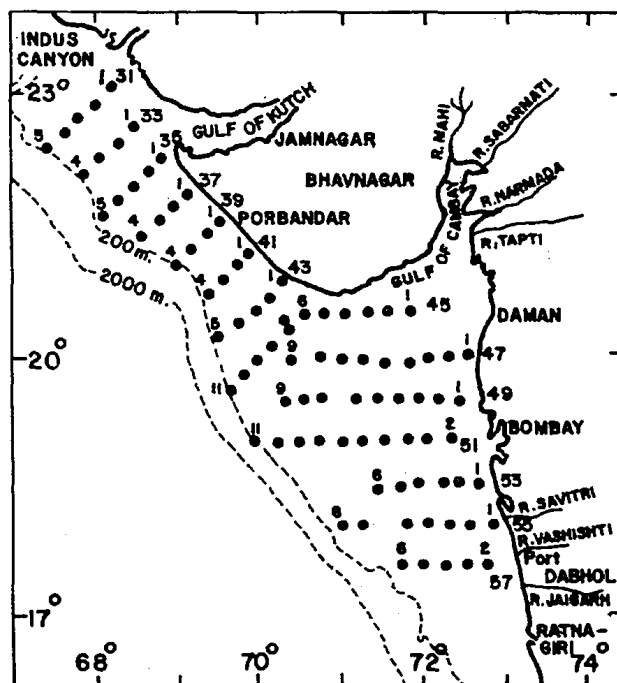 INDUS
CANYON
23°
1 31
1 33
1 35
1 37
1 39
1 41
1 43
5
4
5
4
4
4
5
GULF OF KUTCH
JAMNAGAR
BHAVNAGAR
PORBANDAR
R. MAHI
R. SABARMATI
R. NARMADA
R. TAPTI
GULF OF CAMBAY
200 m.
2000 m.
6 1 45
DAMAN
20°
9 1 47
11
9 1 49
BOMBAY
11 2 51
6 1 53
R. SAVITRI
8 1 55
R. VASHISHTI
Port
6 2 57
DABHOL
R. JAIGARH
17°
RATNA-
GIRI
68° 70° 72° 74°